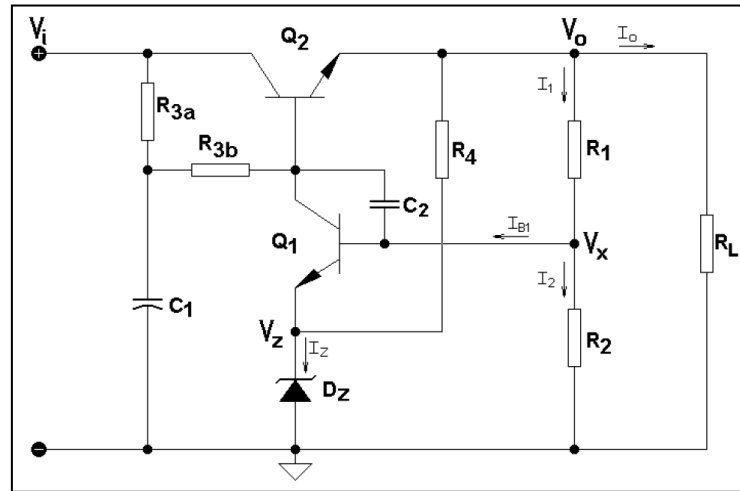 Vi
Q2
Vo
Io
I1
R3a
R3b
R4
R1
C2
Q1
IB1
Vx
RL
I2
C1
Vz
Iz
R2
Dz